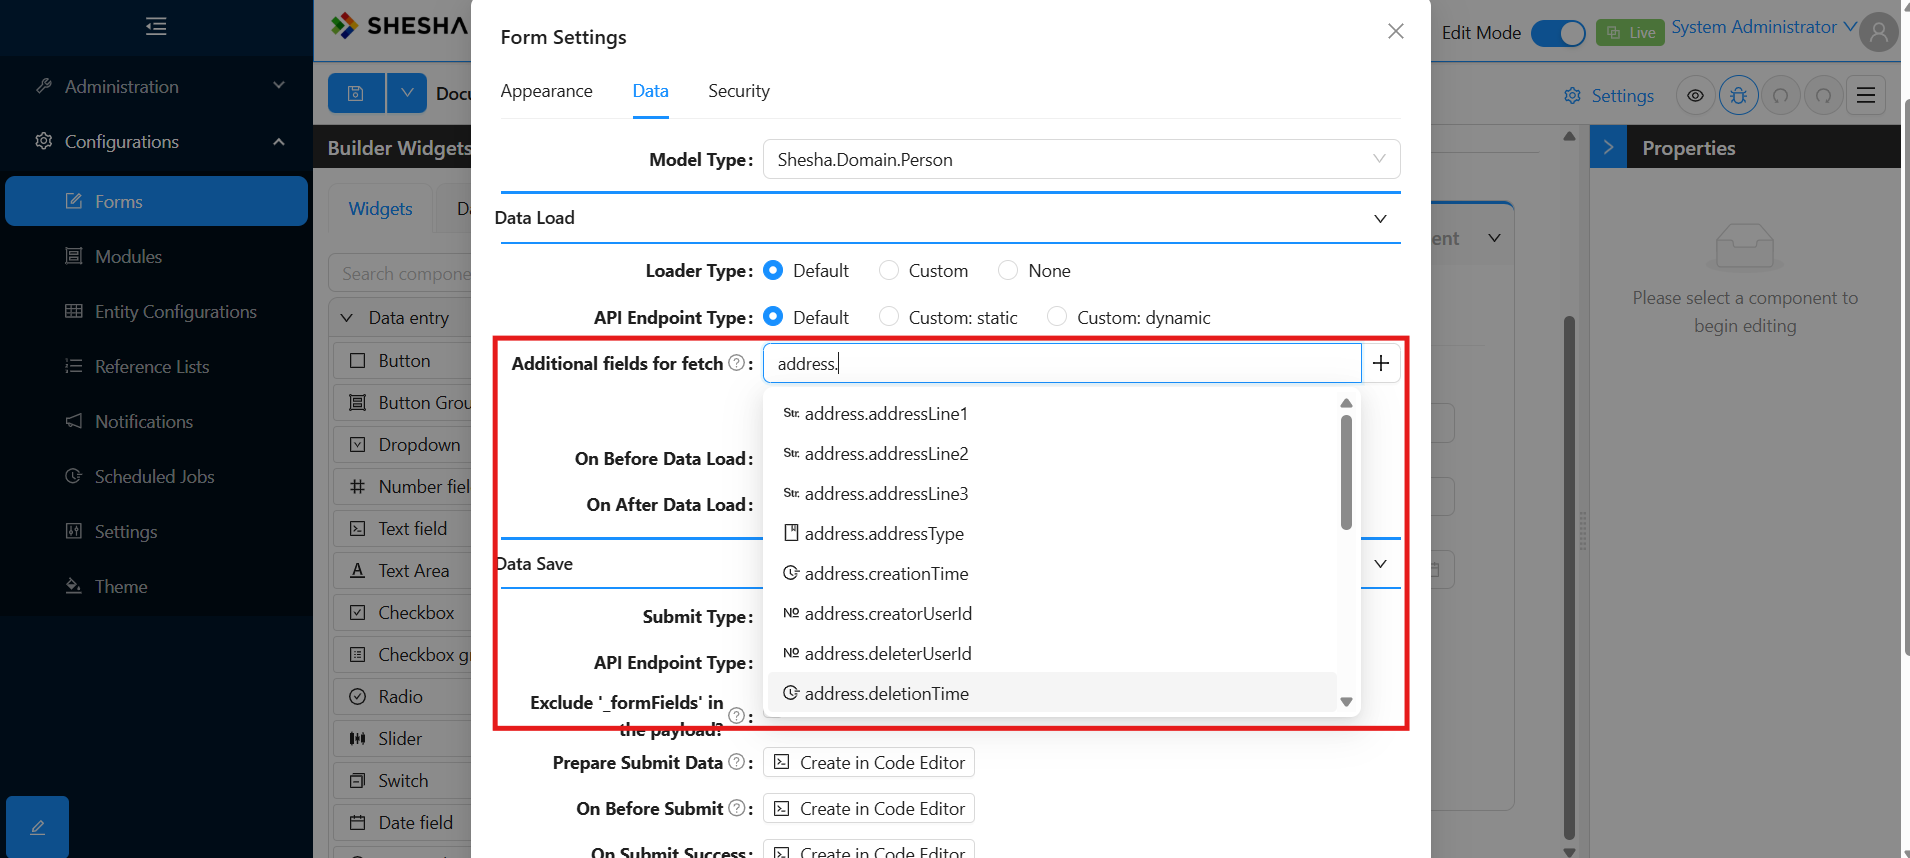 SHESHA
Edit Mode
Live
System Administrator
Administration
Configurations
Forms
Modules
Entity Configurations
Reference Lists
Notifications
Scheduled Jobs
Settings
Theme
Docu
Settings
Builder Widgets
Widgets
Da
Search compone
Data entry
Button
Button Grou
Dropdown
Number fiel
Text field
Text Area
Checkbox
Checkbox g
Radio
Slider
Switch
Date field
Form Settings
Appearance
Data
Security
Model Type :
Shesha.Domain.Person
Data Load
Loader Type :
Default
Custom
None
API Endpoint Type :
Default
Custom: static
Custom: dynamic
Additional fields for fetch ? :
address.
Str. address.addressLine1
Str. address.addressLine2
Str. address.addressLine3
address.addressType
address.creationTime
NO address.creatorUserId
NO address.deleterUserId
address.deletionTime
On Before Data Load :
On After Data Load :
Data Save
Submit Type :
API Endpoint Type :
Exclude '_formFields' in
the payload? ? :
Prepare Submit Data ? :
Create in Code Editor
On Before Submit ? :
Create in Code Editor
On Submit Success :
Create in Code Editor
ent
Properties
Please select a component to
begin editing